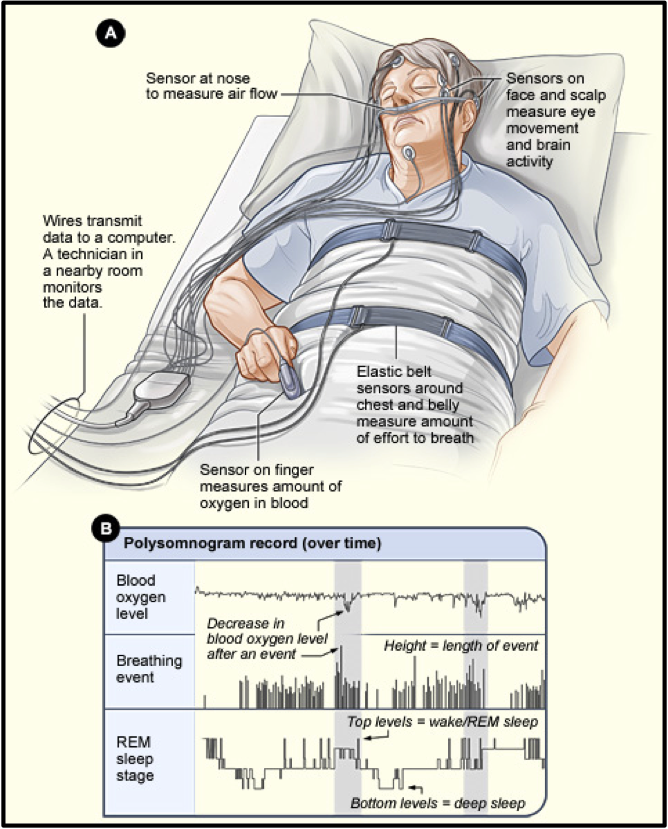 A
Sensor at nose
to measure air flow
Sensors on
face and scalp
measure eye
movement
and brain
activity
Wires transmit
data to a computer.
A technician in
a nearby room
monitors
the data.
Elastic belt
sensors around
chest and belly
measure amount
of effort to breath
Sensor on finger
measures amount of
oxygen in blood
B
Polysomnogram record (over time)
Blood
oxygen
level
Decrease in
blood oxygen level
after an event
Breathing
event
Height = length of event
REM
sleep
stage
Top levels = wake/REM sleep
Bottom levels = deep sleep